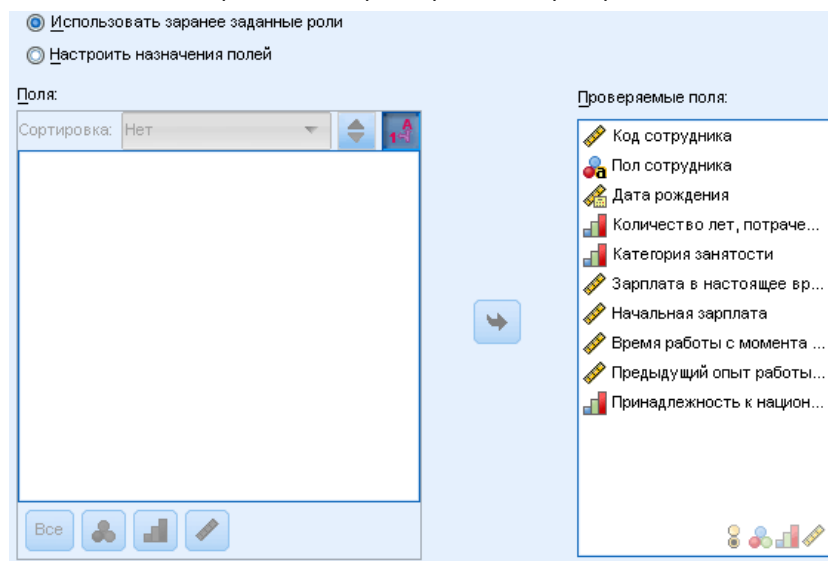 Использовать заранее заданные роли
Настроить назначения полей
Поля:
Проверяемые поля:
Сортировка: Нет
Код сотрудника
Пол сотрудника
Дата рождения
Количество лет, потраче...
Категория занятости
Зарплата в настоящее вр...
Начальная зарплата
Время работы с момента ...
Предыдущий опыт работы...
Принадлежность к национ...
Все